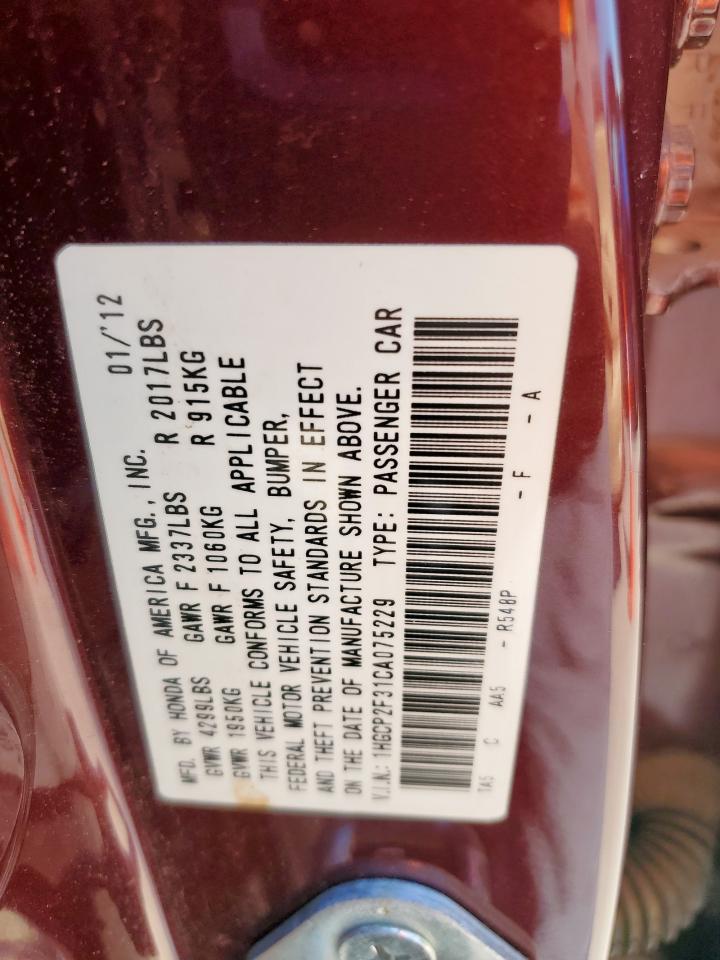 MFD. BY HONDA OF AMERICA MFG., INC. 01/'12
GVWR 4299LBS GAWR F 2337LBS R 2017LBS
GVWR 1950KG GAWR F 1060KG R 915KG
THIS VEHICLE CONFORMS TO ALL APPLICABLE
FEDERAL MOTOR VEHICLE SAFETY, BUMPER,
AND THEFT PREVENTION STANDARDS IN EFFECT
ON THE DATE OF MANUFACTURE SHOWN ABOVE.
V.I.N.: 1HGCP2F31CA075229 TYPE: PASSENGER CAR
TA5 C AA5 - R548P - F - A